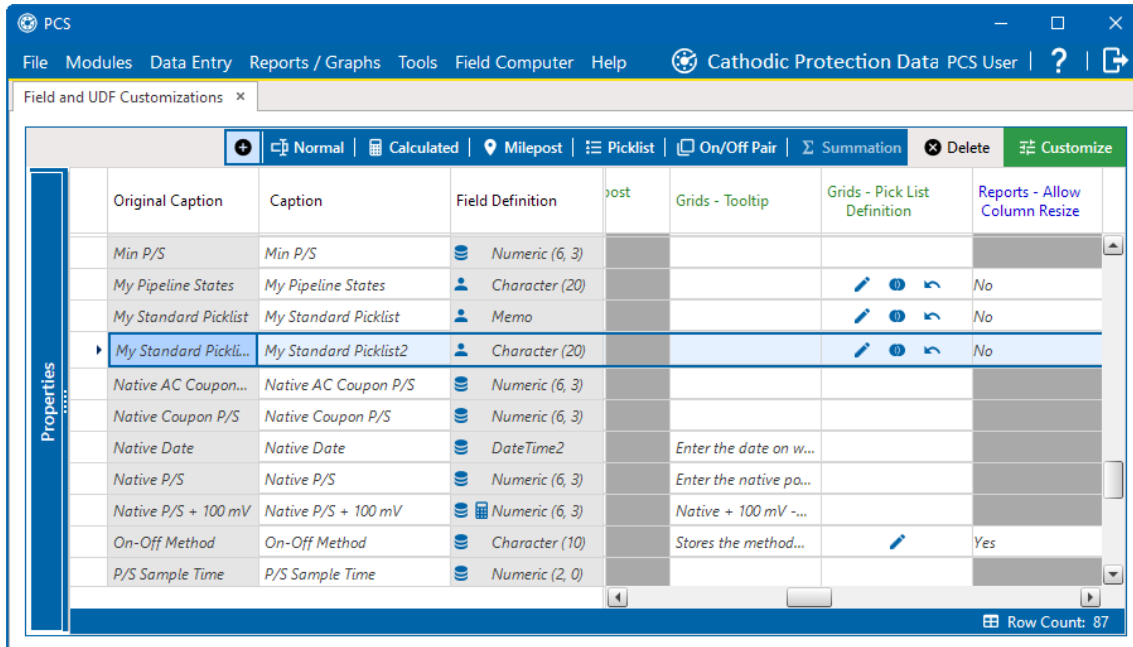 PCS
File Modules Data Entry Reports / Graphs Tools Field Computer Help Cathodic Protection Data PCS User | ? |
Field and UDF Customizations ×
Normal | Calculated | Milepost | Picklist | On/Off Pair | Σ Summation Delete Customize
Original Caption Caption Field Definition post Grids - Tooltip Grids - Pick List Definition Reports - Allow Column Resize
Min P/S Min P/S Numeric (6, 3)
My Pipeline States My Pipeline States Character (20) No
My Standard Picklist My Standard Picklist Memo No
My Standard Pickli... My Standard Picklist2 Character (20) No
Native AC Coupon... Native AC Coupon P/S Numeric (6, 3)
Native Coupon P/S Native Coupon P/S Numeric (6, 3)
Native Date Native Date DateTime2 Enter the date on w...
Native P/S Native P/S Numeric (6, 3) Enter the native po...
Native P/S + 100 mV Native P/S + 100 mV Numeric (6, 3) Native + 100 mV -...
On-Off Method On-Off Method Character (10) Stores the method... Yes
P/S Sample Time P/S Sample Time Numeric (2, 0)
Properties
Row Count: 87